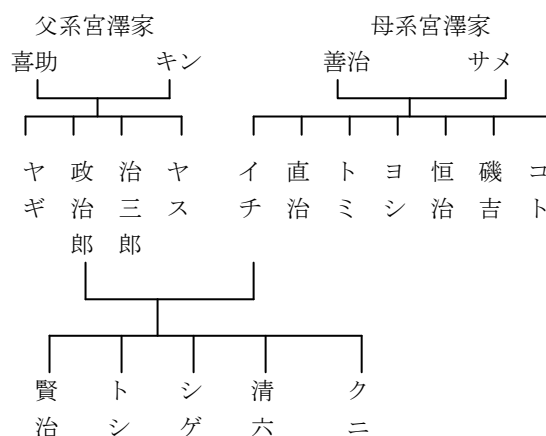 父系宮澤家
母系宮澤家
喜助
キン
善治
サメ
ヤギ
政治郎
治三郎
ヤス
イチ
直治
トミ
ヨシ
恒治
磯吉
コト
賢治
トシ
シゲ
清六
クニ